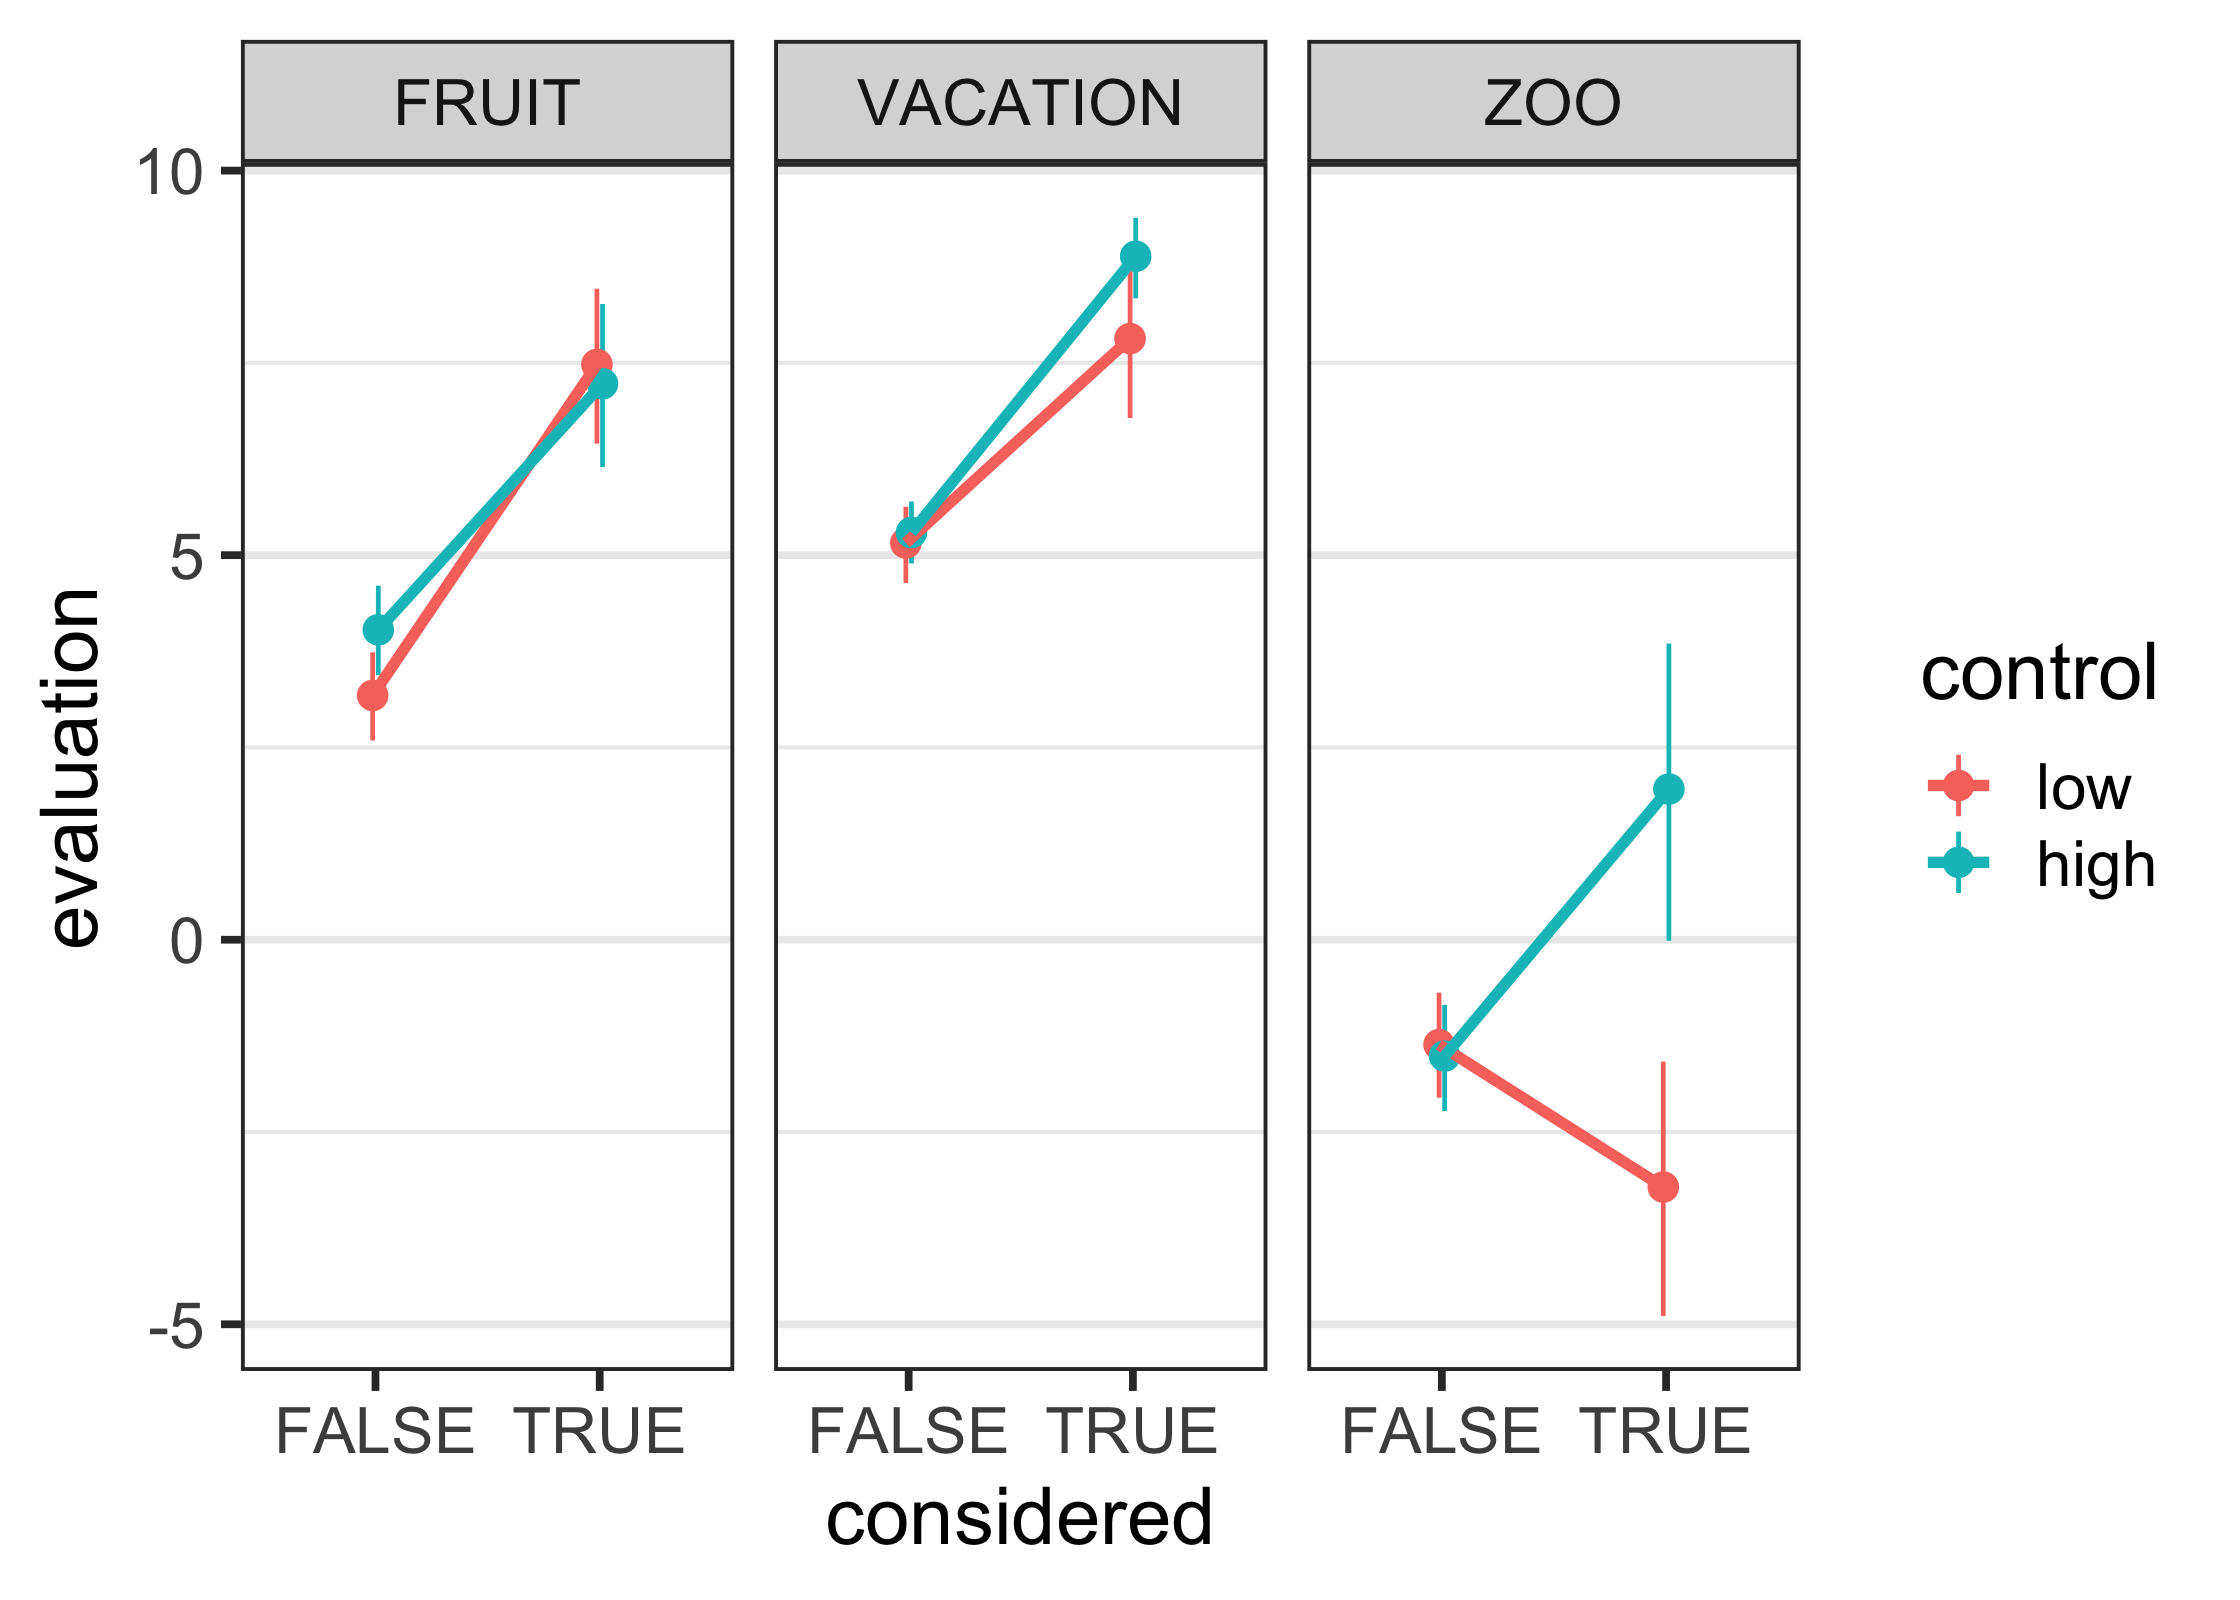 FRUIT VACATION ZOO
10
5
0
-5
evaluation
FALSE TRUE FALSE TRUE FALSE TRUE
considered
control
low
high